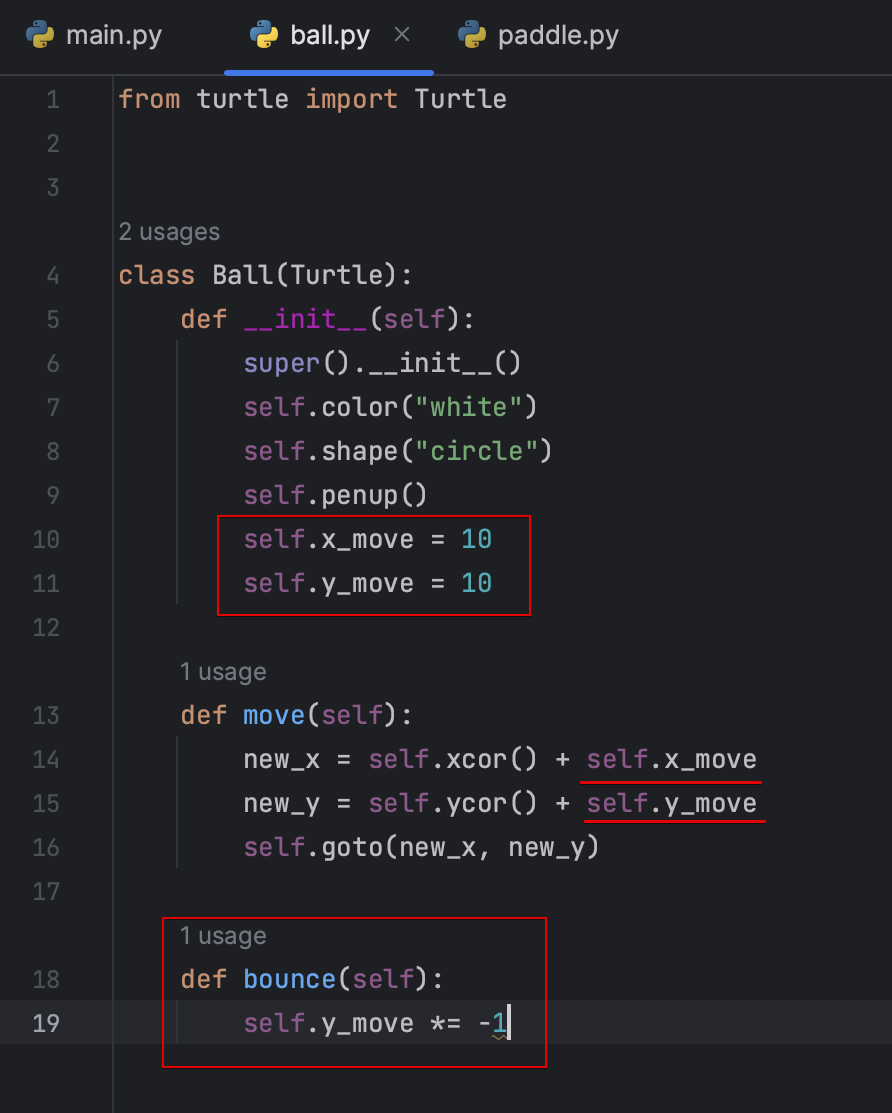 main.py ball.py paddle.py
1 from turtle import Turtle
2
3
2 usages
4 class Ball(Turtle):
5 def __init__(self):
6 super().__init__()
7 self.color("white")
8 self.shape("circle")
9 self.penup()
10 self.x_move = 10
11 self.y_move = 10
12
1 usage
13 def move(self):
14 new_x = self.xcor() + self.x_move
15 new_y = self.ycor() + self.y_move
16 self.goto(new_x, new_y)
17
1 usage
18 def bounce(self):
19 self.y_move *= -1